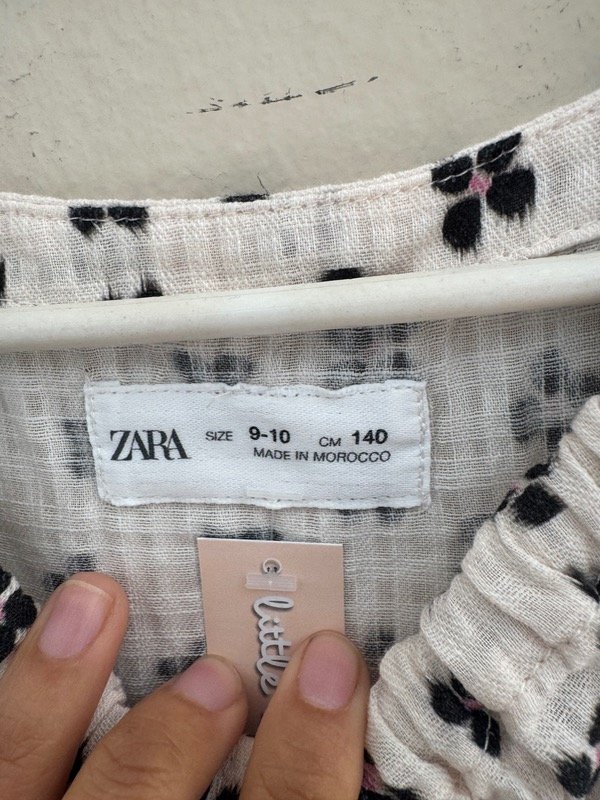 ZARA SIZE 9-10 CM 140
MADE IN MOROCCO
little